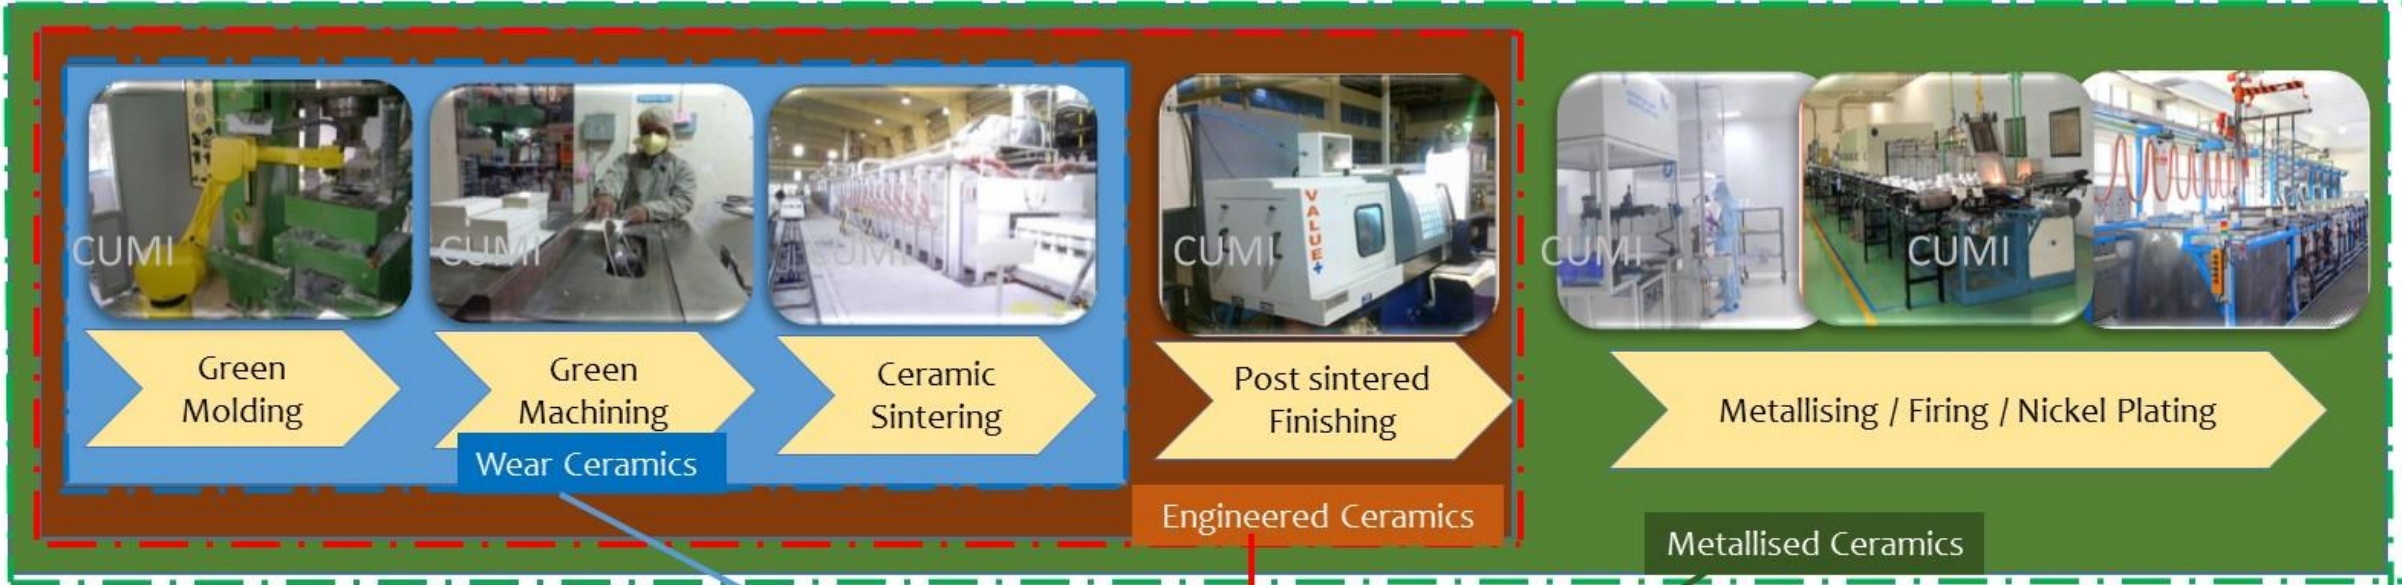 CUMI
CUMI
CUMI
CUMI
CUMI
CUMI
VALUE+
Green
Molding
Green
Machining
Ceramic
Sintering
Post sintered
Finishing
Metallising / Firing / Nickel Plating
Wear Ceramics
Engineered Ceramics
Metallised Ceramics